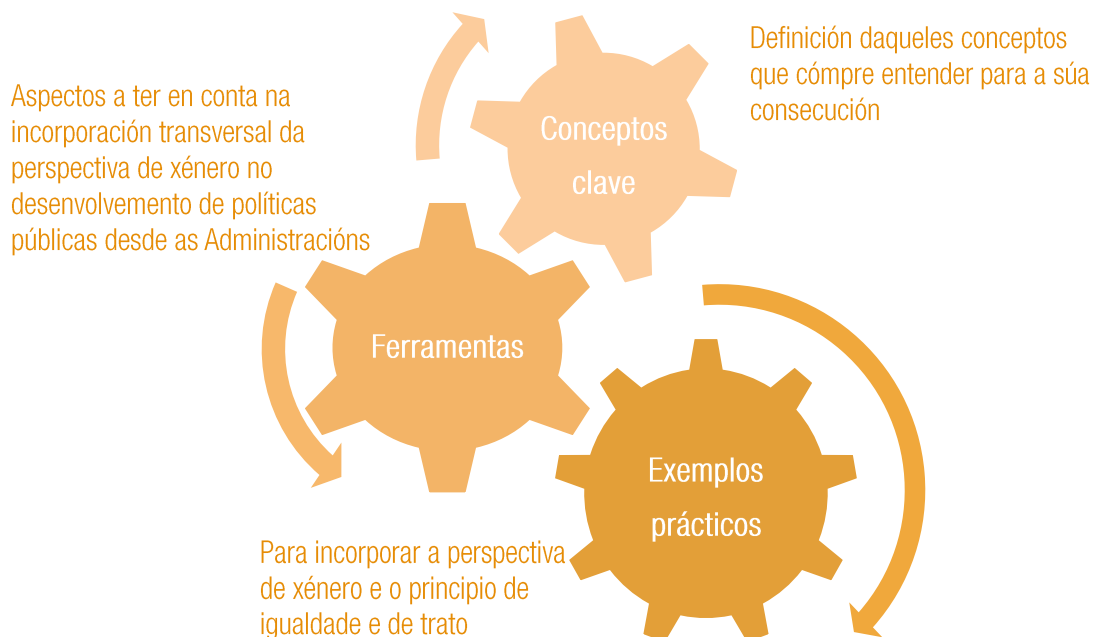 Definición daqueles conceptos
que cómpre entender para a súa
consecución
Aspectos a ter en conta na
incorporación transversal da
perspectiva de xénero no
desenvolvemento de políticas
públicas desde as Administracións
Conceptos
clave
Ferramentas
Exemplos
prácticos
Para incorporar a perspectiva
de xénero e o principio de
igualdade e de trato